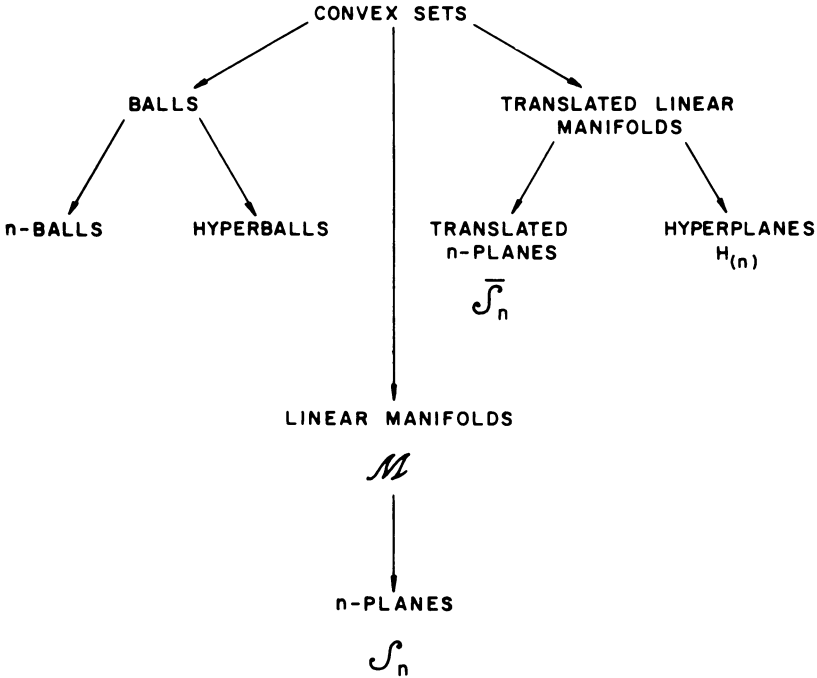 CONVEX SETS
BALLS
TRANSLATED LINEAR
MANIFOLDS
n-BALLS
HYPERBALLS
TRANSLATED
n-PLANES
HYPERPLANES
H(n)
S̅n
LINEAR MANIFOLDS
ℳ
n-PLANES
Sn